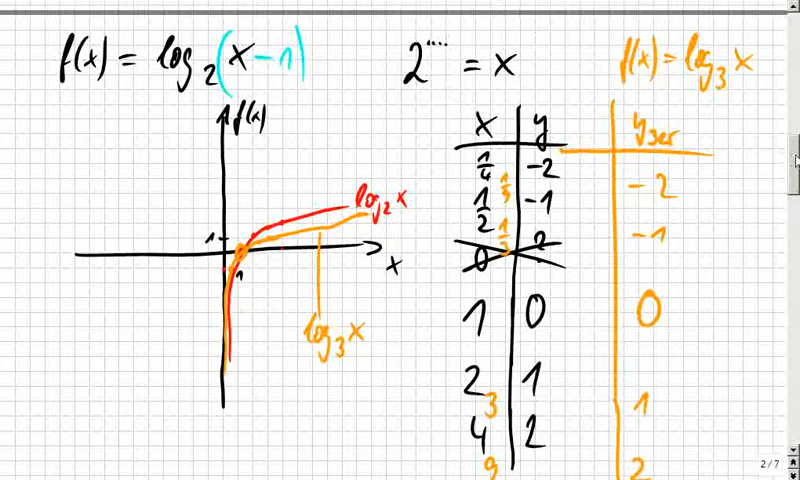 f(x) = log₂(x-1)
2^.... = x
f(x) = log₃ x
f(x)
x
y
y3er
1/4
-2
1/9
-2
1/2
-1
1/3
-1
0
?
1
0
0
2
1
3
1
4
2
9
2
log₂ x
1
1
x
log₃ x
2/7